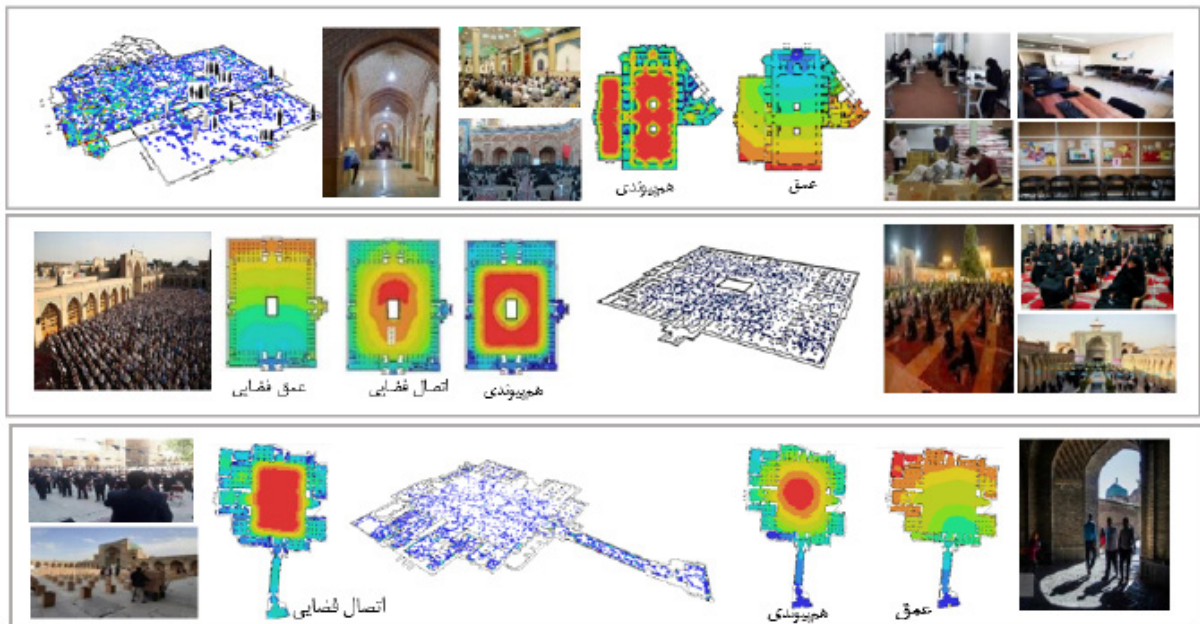 هم‌پیوندی
عمق
عمق فضایی
اتصال فضایی
هم‌پیوندی
اتصال فضایی
هم‌پیوندی
عمق